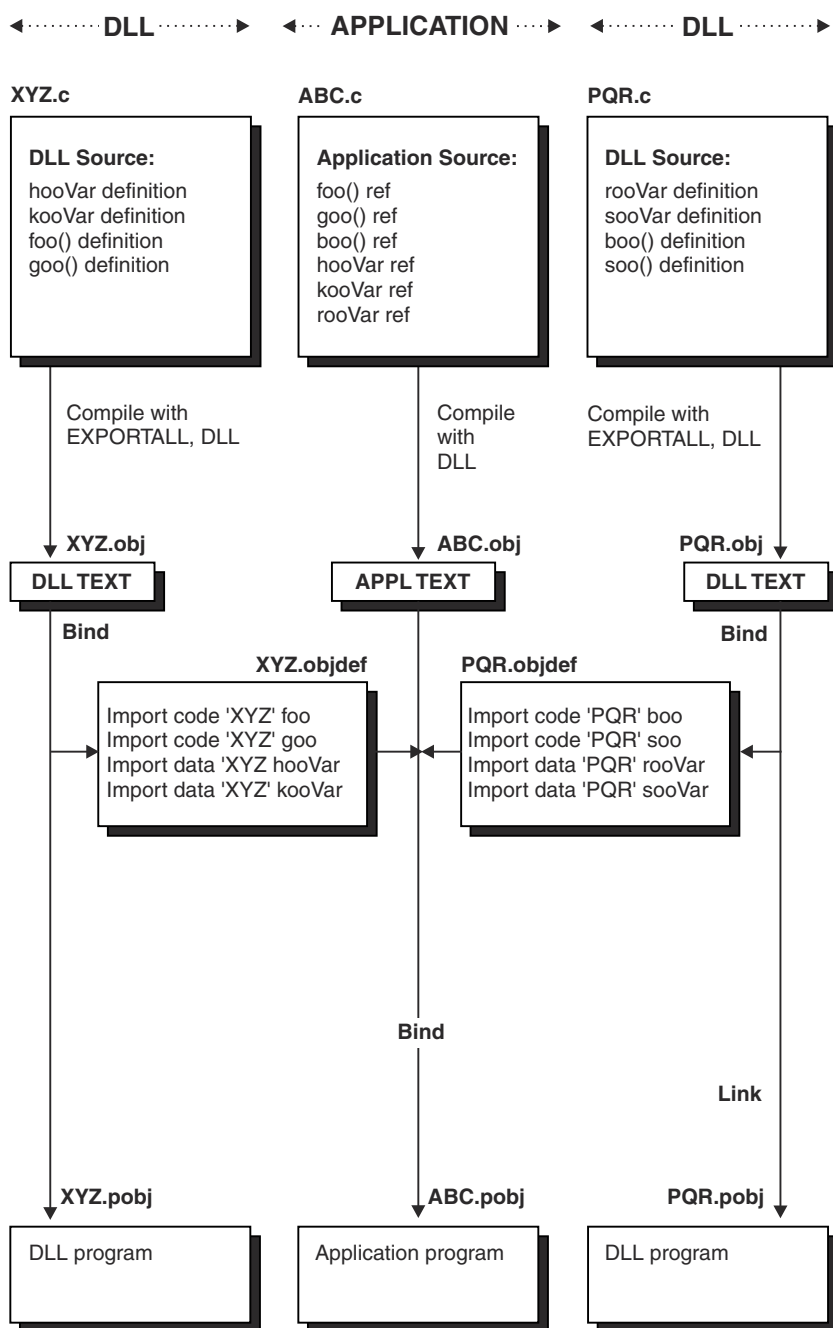 DLL
APPLICATION
DLL
XYZ.c
DLL Source:
hooVar definition
kooVar definition
foo() definition
goo() definition
ABC.c
Application Source:
foo() ref
goo() ref
boo() ref
hooVar ref
kooVar ref
rooVar ref
PQR.c
DLL Source:
rooVar definition
sooVar definition
boo() definition
soo() definition
Compile with
EXPORTALL, DLL
Compile
with
DLL
Compile with
EXPORTALL, DLL
XYZ.obj
DLL TEXT
Bind
ABC.obj
APPL TEXT
PQR.obj
DLL TEXT
Bind
XYZ.objdef
Import code 'XYZ' foo
Import code 'XYZ' goo
Import data 'XYZ hooVar
Import data 'XYZ' kooVar
PQR.objdef
Import code 'PQR' boo
Import code 'PQR' soo
Import data 'PQR' rooVar
Import data 'PQR' sooVar
Bind
Link
XYZ.pobj
DLL program
ABC.pobj
Application program
PQR.pobj
DLL program